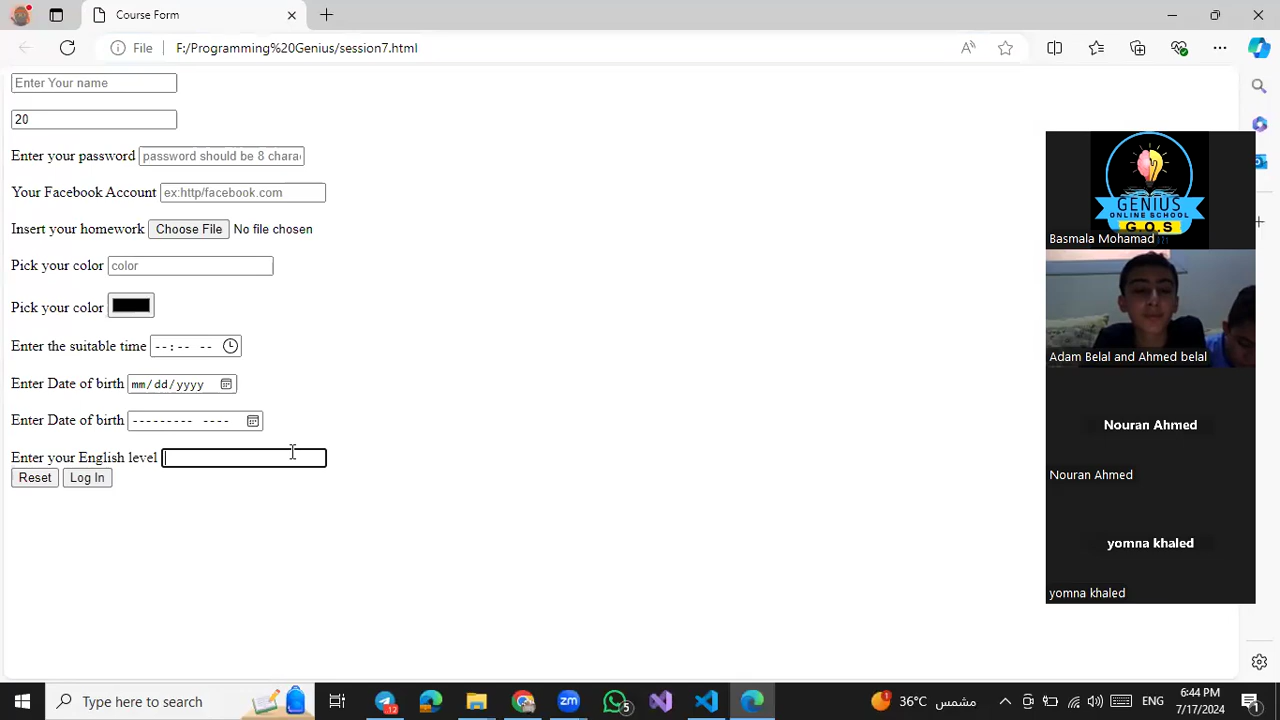 Course Form
File
F:/Programming%20Genius/session7.html
Enter Your name
20
Enter your password
password should be 8 chara
Your Facebook Account
ex:http/facebook.com
Insert your homework
Choose File
No file chosen
Pick your color
color
Pick your color
Enter the suitable time
--:-- --
Enter Date of birth
mm/dd/yyyy
Enter Date of birth
--------- ----
Enter your English level
Reset
Log In
GENIUS
ONLINE SCHOOL
G.O.S
Basmala Mohamad
Adam Belal and Ahmed belal
Nouran Ahmed
Nouran Ahmed
yomna khaled
yomna khaled
Type here to search
12
5
1
36°C
مشمس
ENG
6:44 PM
7/17/2024
1